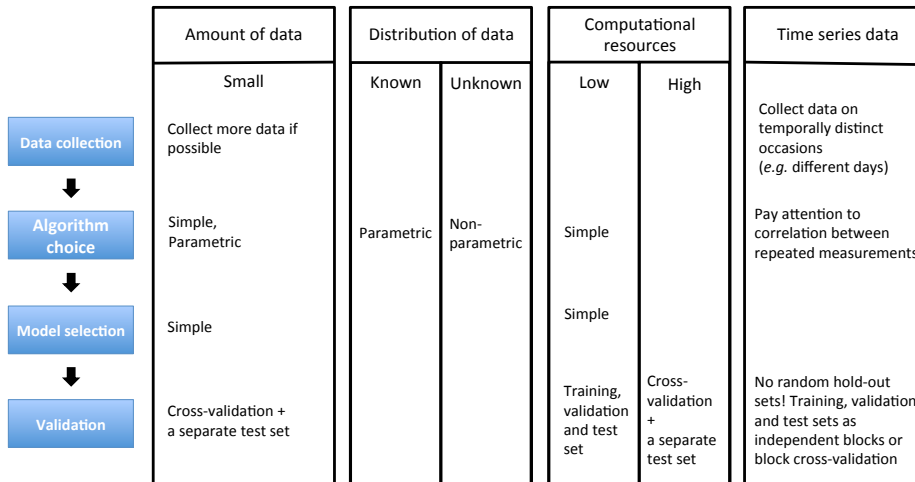 Amount of data
Distribution of data
Computational
resources
Time series data
Small
Known
Unknown
Low
High
Data collection
Collect more data if
possible
Collect data on
temporally distinct
occasions
(e.g. different days)
Algorithm
choice
Simple,
Parametric
Parametric
Non-
parametric
Simple
Pay attention to
correlation between
repeated measurements
Model selection
Simple
Simple
Validation
Cross-validation +
a separate test set
Training,
validation
and test
set
Cross-
validation
+
a separate
test set
No random hold-out
sets! Training, validation
and test sets as
independent blocks or
block cross-validation